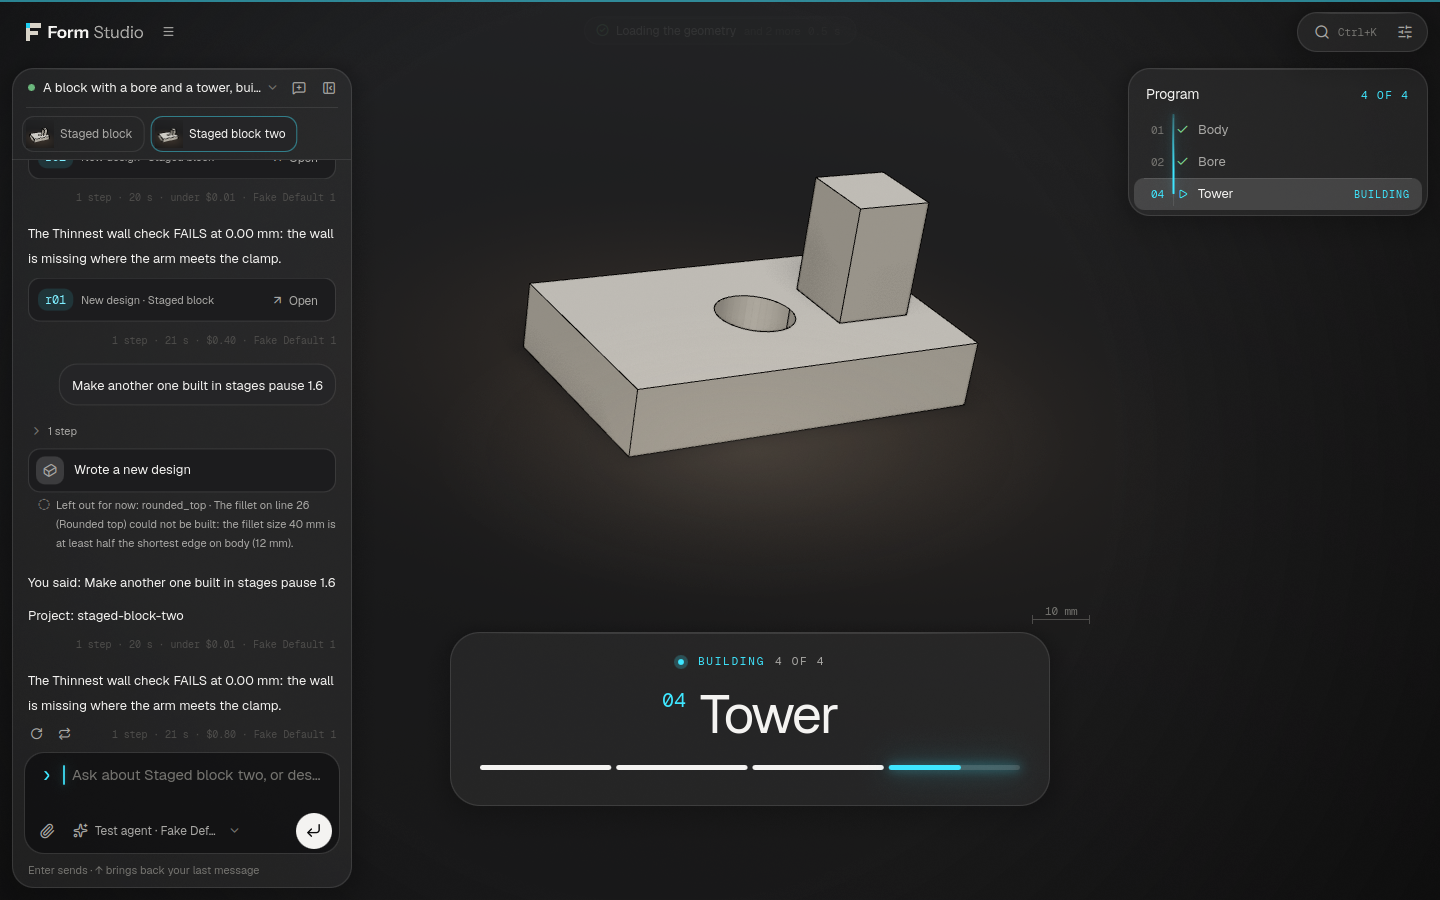 Form Studio
Loading the geometry
Ctrl+K
A block with a bore and a tower, bui...
Staged block
Staged block two
New design · Staged block
Open
1 step · 20 s · under $0.01 · Fake Default 1
The Thinnest wall check FAILS at 0.00 mm: the wall
is missing where the arm meets the clamp.
r01 New design · Staged block Open
1 step · 21 s · $0.40 · Fake Default 1
Make another one built in stages pause 1.6
1 step
Wrote a new design
Left out for now: rounded_top · The fillet on line 26
(Rounded top) could not be built: the fillet size 40 mm is
at least half the shortest edge on body (12 mm).
You said: Make another one built in stages pause 1.6
Project: staged-block-two
1 step · 20 s · under $0.01 · Fake Default 1
The Thinnest wall check FAILS at 0.00 mm: the wall
is missing where the arm meets the clamp.
1 step · 21 s · $0.80 · Fake Default 1
Ask about Staged block two, or des...
Test agent · Fake Def...
Enter sends · ↑ brings back your last message
10 mm
BUILDING 4 OF 4
04 Tower
Program 4 OF 4
01 Body
02 Bore
04 Tower BUILDING